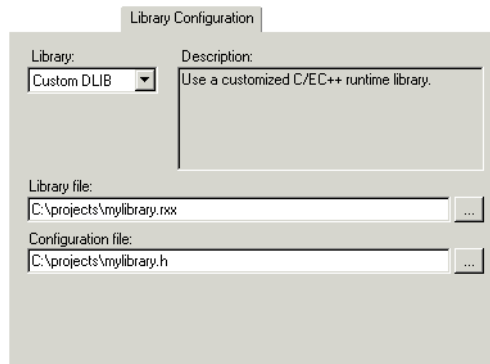 Library Configuration
Library:
Description:
Custom DLIB
Use a customized C/EC++ runtime library.
Library file:
C:\projects\mylibrary.rxx
...
Configuration file:
C:\projects\mylibrary.h
...